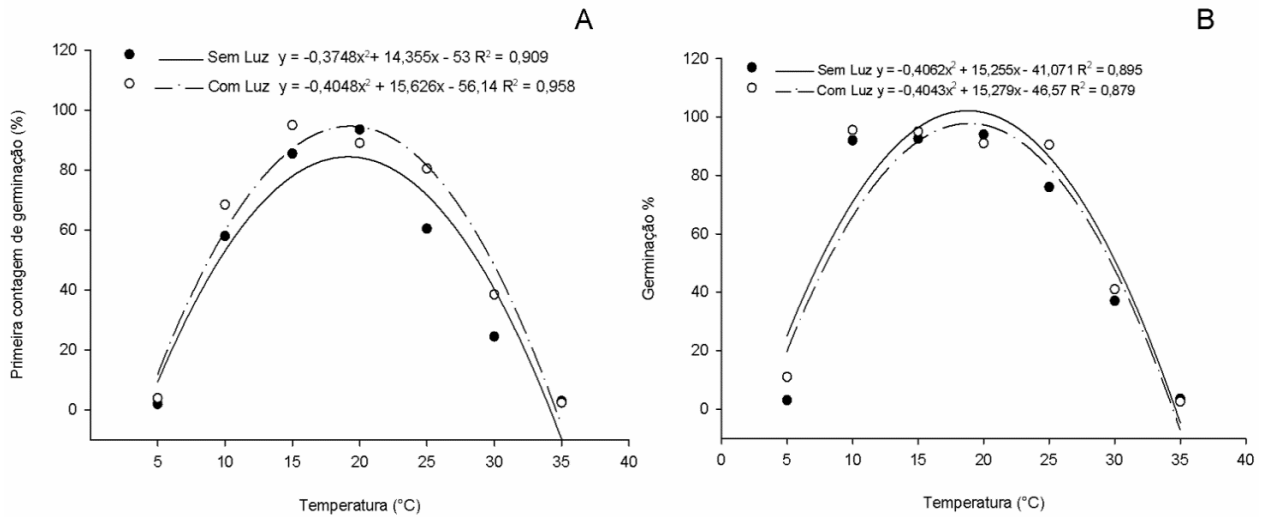 A
Sem Luz y = -0,3748x² + 14,355x - 53 R² = 0,909
Com Luz y = -0,4048x² + 15,626x - 56,14 R² = 0,958
Primeira contagem de germinação (%)
120
100
80
60
40
20
0
5 10 15 20 25 30 35 40
Temperatura (°C)
B
Sem Luz y = -0,4062x² + 15,255x - 41,071 R² = 0,895
Com Luz y = -0,4043x² + 15,279x - 46,57 R² = 0,879
Germinação %
120
100
80
60
40
20
0
0 5 10 15 20 25 30 35 40
Temperatura (°C)